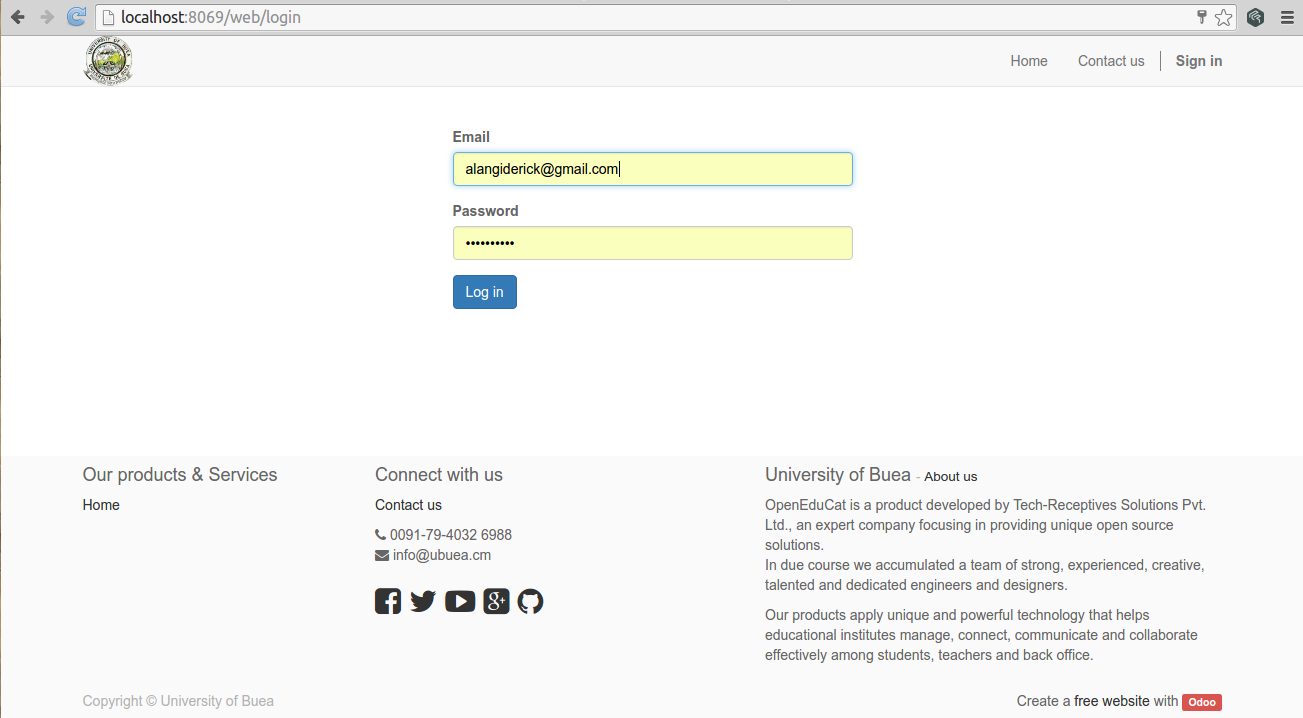 localhost:8069/web/login
UNIVERSITY OF BUEA
Home Contact us Sign in
Email
alangiderick@gmail.com
Password
••••••••••
Log in
Our products & Services
Home
Connect with us
Contact us
0091-79-4032 6988
info@ubuea.cm
University of Buea - About us
OpenEduCat is a product developed by Tech-Receptives Solutions Pvt.
Ltd., an expert company focusing in providing unique open source
solutions.
In due course we accumulated a team of strong, experienced, creative,
talented and dedicated engineers and designers.
Our products apply unique and powerful technology that helps
educational institutes manage, connect, communicate and collaborate
effectively among students, teachers and back office.
Copyright © University of Buea
Create a free website with Odoo